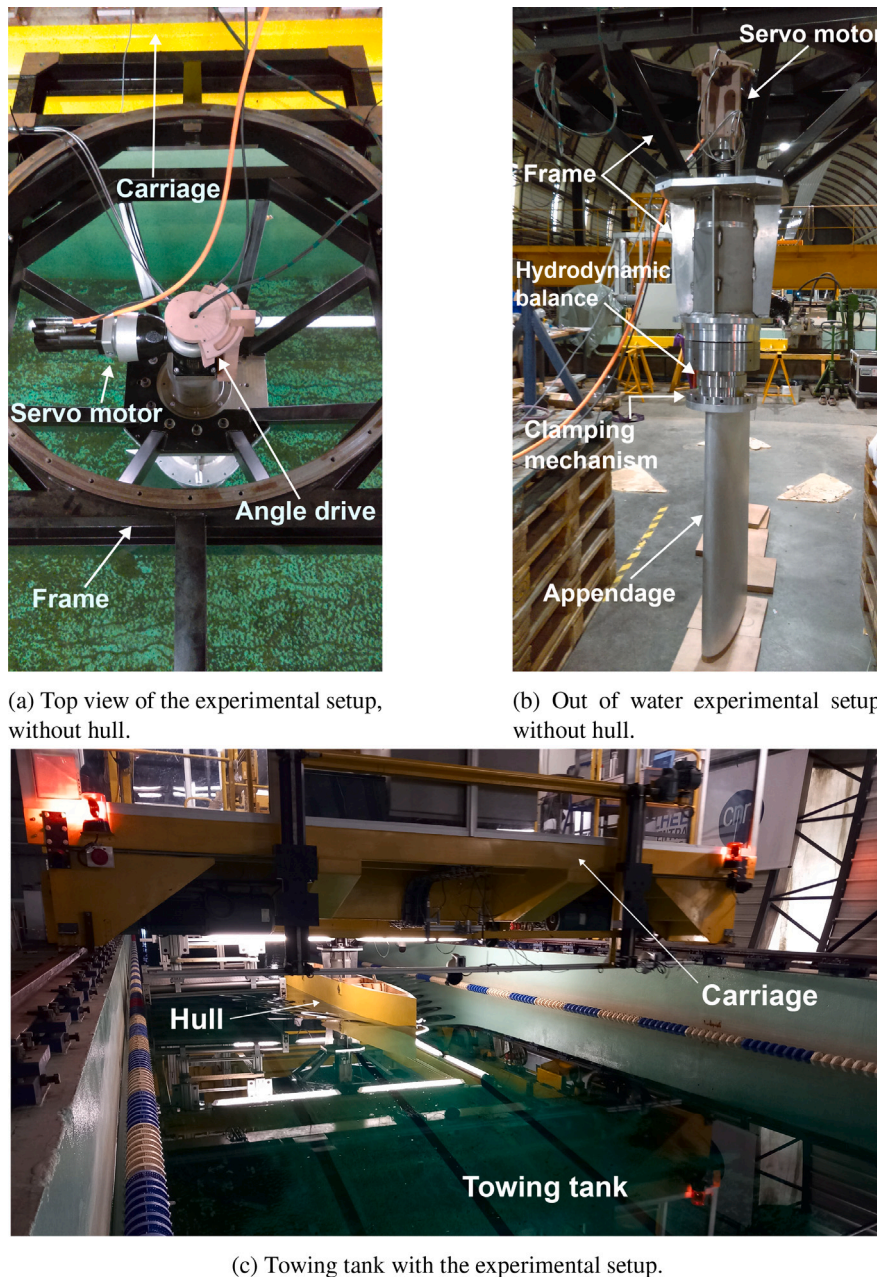 Carriage
Servo motor
Angle drive
Frame
(a) Top view of the experimental setup,
without hull.
Servo motor
Frame
Hydrodynamic
balance
Clamping
mechanism
Appendage
(b) Out of water experimental setup
without hull.
Hull
Carriage
Towing tank
(c) Towing tank with the experimental setup.